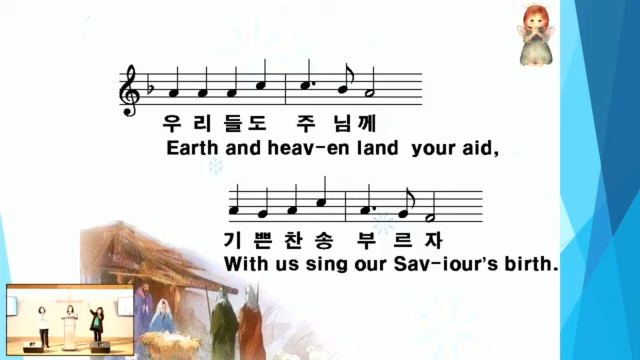 우 리 들도 주 님 께
Earth and heav-en land your aid,
기 쁜 찬 송 부 르 자
With us sing our Sav-iour's birth.